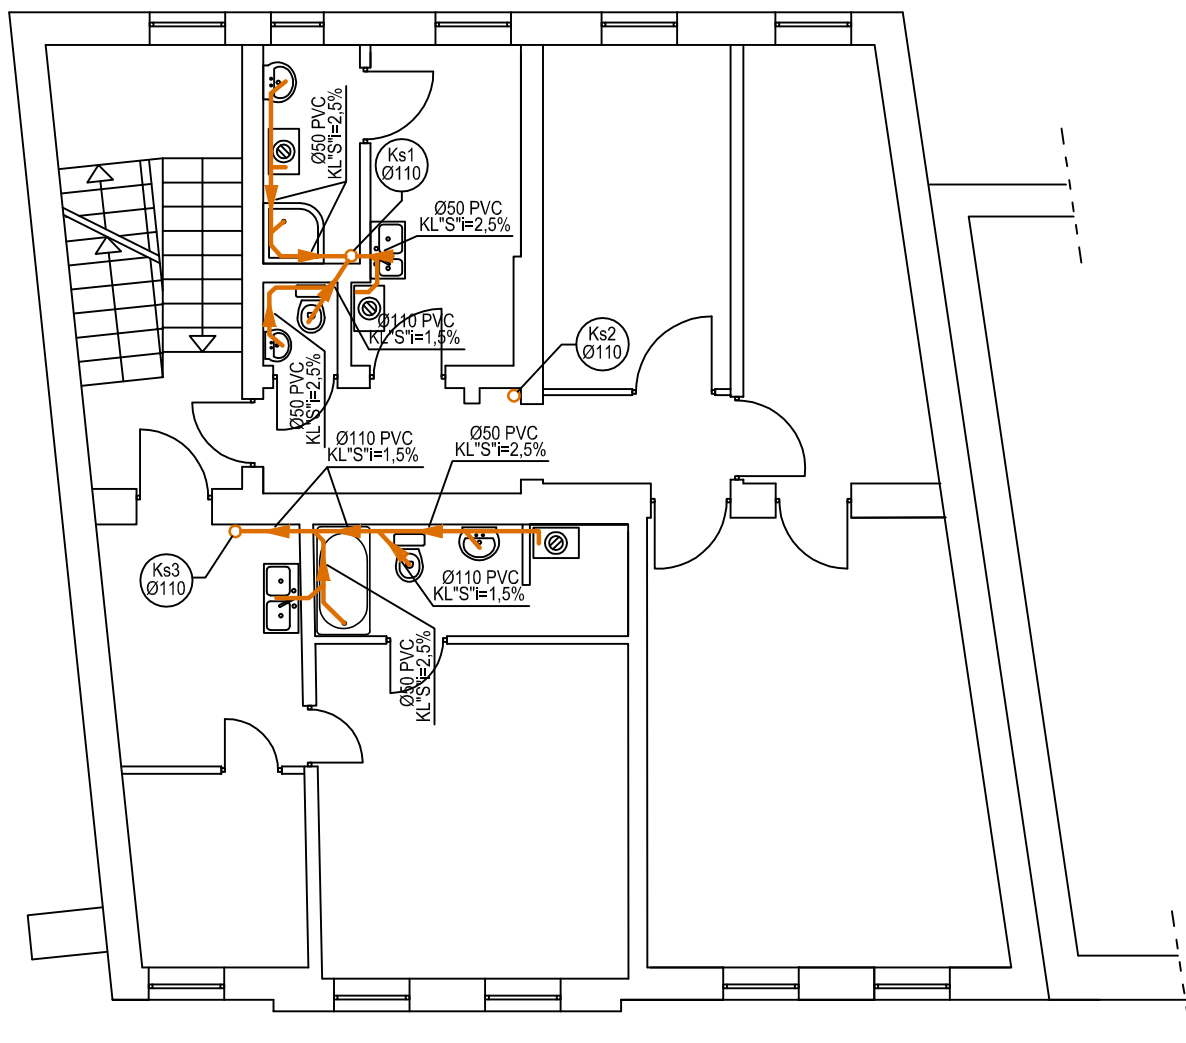 Ø50 PVC
KL"S"i=2,5%
Ks1
Ø110
Ø50 PVC
KL"S"i=2,5%
Ø110 PVC
KL"S"i=1,5%
Ks2
Ø110
Ø50 PVC
KL"S"i=2,5%
Ø110 PVC
KL"S"i=1,5%
Ø50 PVC
KL"S"i=2,5%
Ks3
Ø110
Ø110 PVC
KL"S"i=1,5%
Ø50 PVC
KL"S"i=2,5%